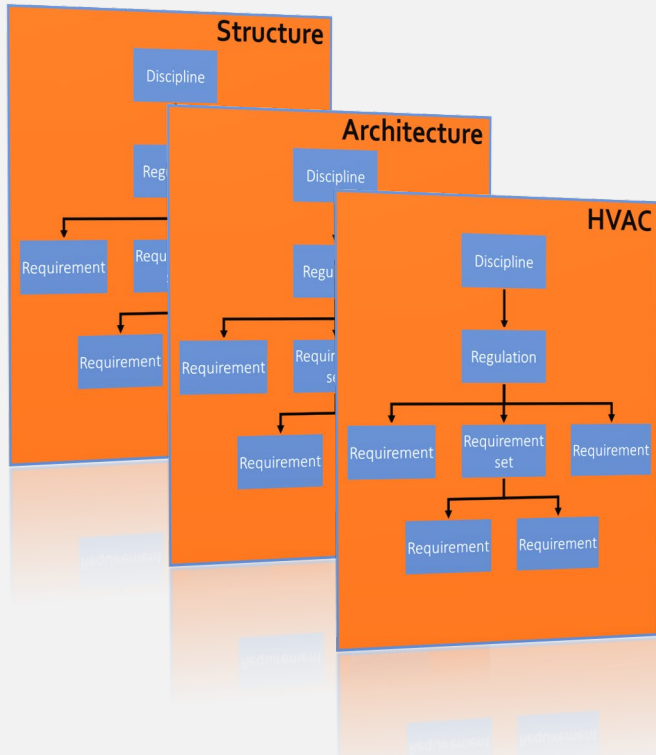 Structure
Discipline
Requirement
Requirement
Architecture
Discipline
Requirement
Requirement
HVAC
Discipline
Regulation
Requirement
Requirement
set
Requirement
Requirement
Requirement